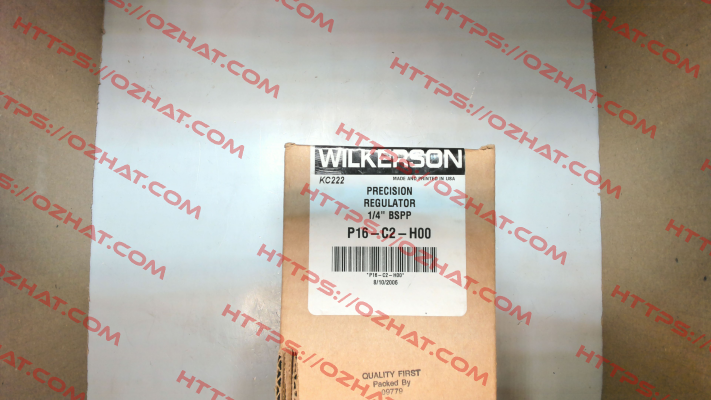 WILKERSON
KC222 MADE AND PRINTED IN USA
PRECISION
REGULATOR
1/4" BSPP
P16-C2-H00
*P16-C2-H00*
8/10/2006
QUALITY FIRST
Packed By
09779
HTTPS://OZHAT.COM